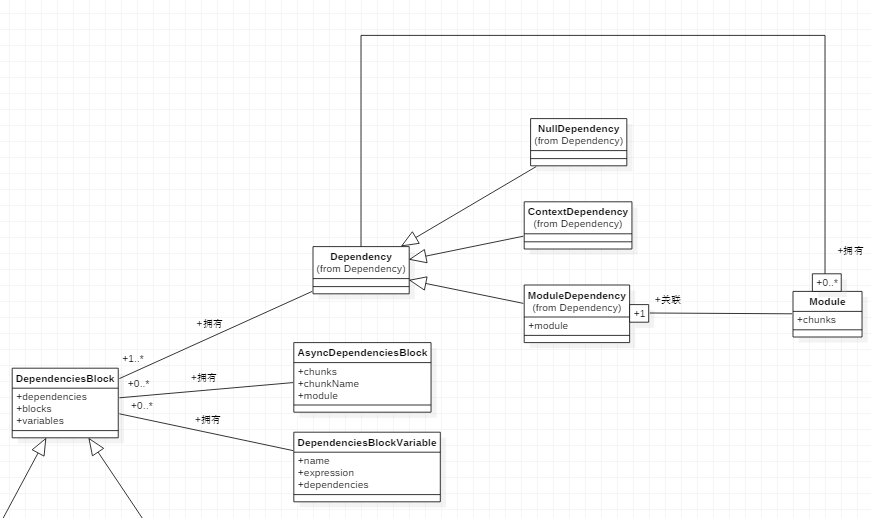 NullDependency
(from Dependency)
ContextDependency
(from Dependency)
+拥有
Dependency
(from Dependency)
+0..*
ModuleDependency
(from Dependency)
+module
+1
+关联
Module
+chunks
+拥有
+1..*
AsyncDependenciesBlock
+chunks
+chunkName
+module
+拥有
+0..*
DependenciesBlock
+dependencies
+blocks
+variables
+0..*
+拥有
DependenciesBlockVariable
+name
+expression
+dependencies